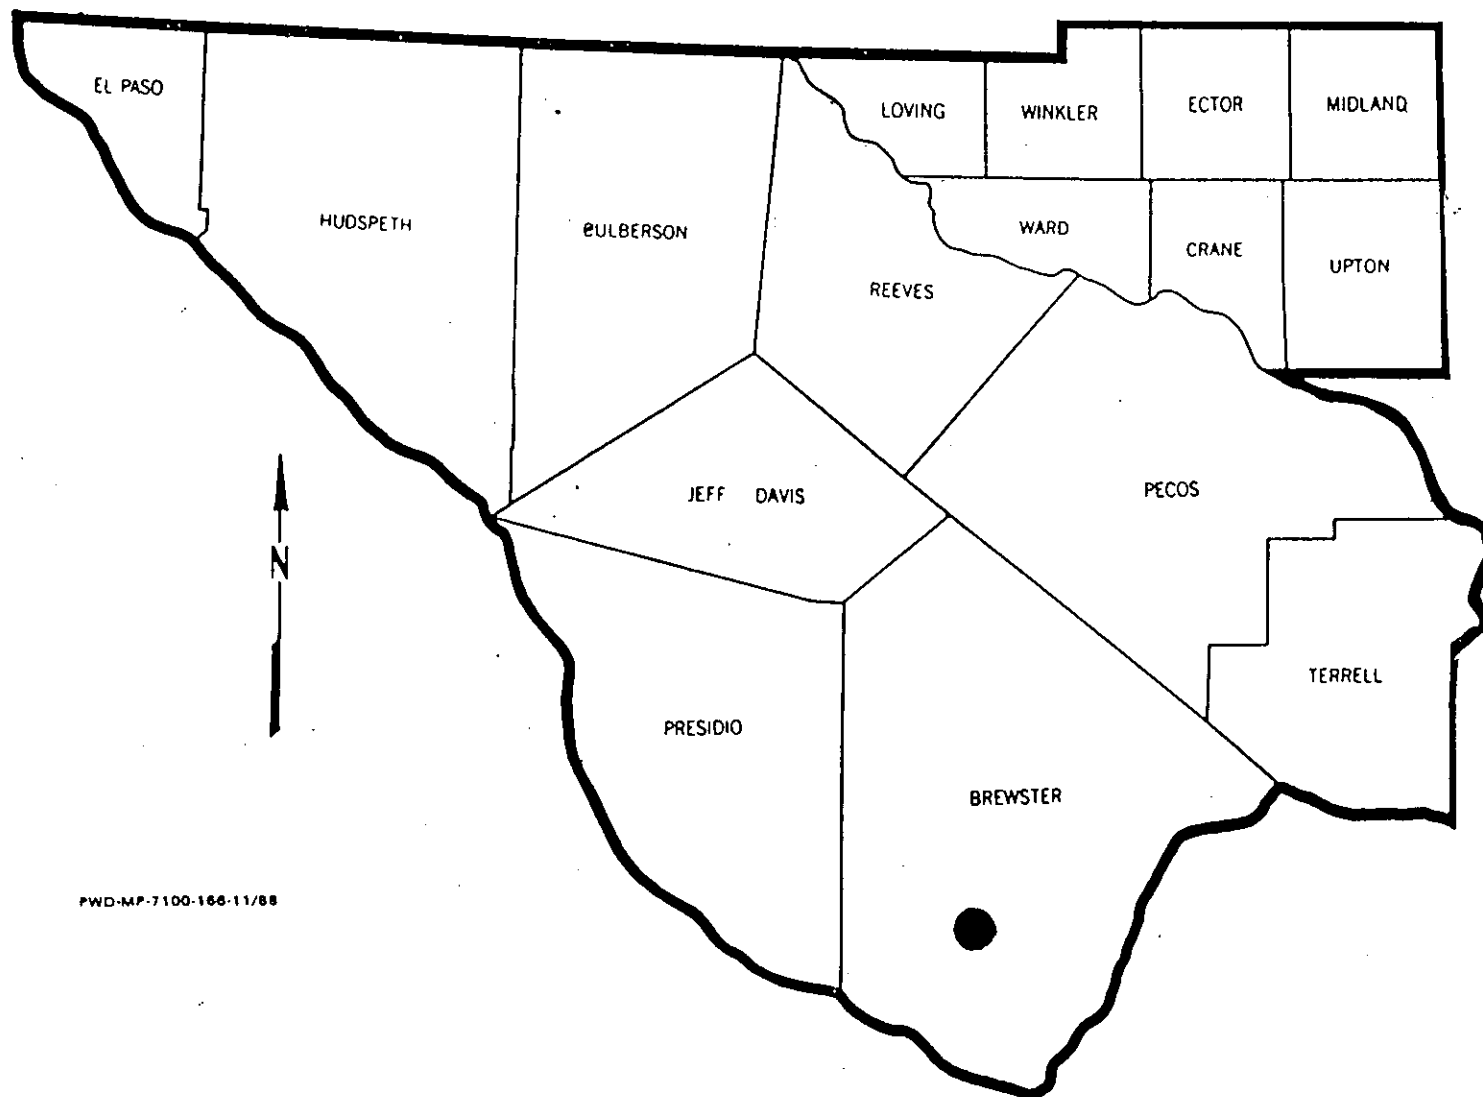 EL PASO
LOVING
WINKLER
ECTOR
MIDLAND
HUDSPETH
CULBERSON
WARD
CRANE
UPTON
REEVES
JEFF DAVIS
PECOS
N
TERRELL
PRESIDIO
BREWSTER
PWD-MP-7100-166-11/88